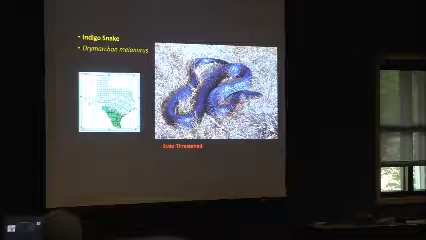 • Indigo Snake
• Drymarchon melanurus
State Threatened